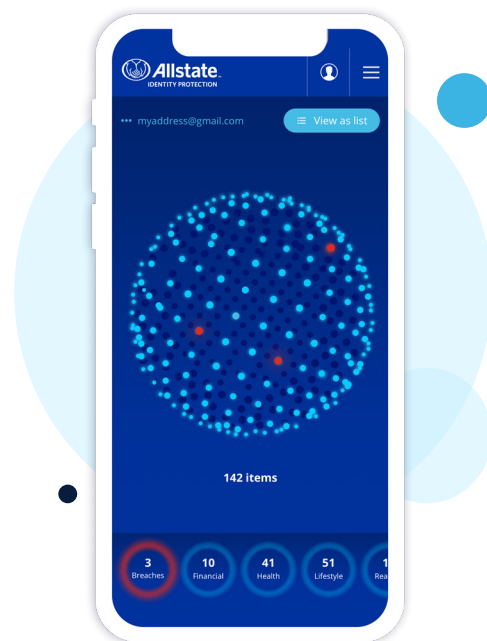 Allstate.
IDENTITY PROTECTION
••• myaddress@gmail.com
View as list
142 items
3
Breaches
10
Financial
41
Health
51
Lifestyle